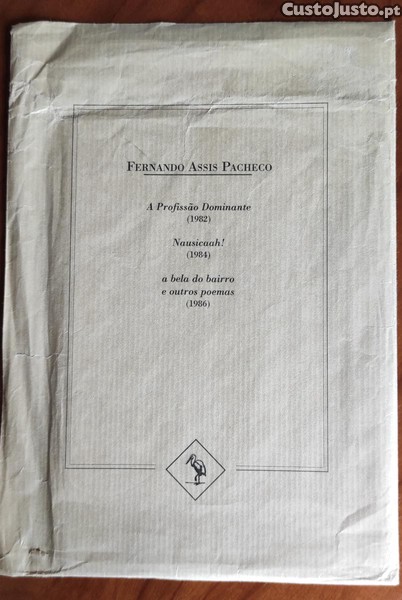 CustoJusto.pt
FERNANDO ASSIS PACHECO
A Profissão Dominante
(1982)
Nausicaah!
(1984)
a bela do bairro
e outros poemas
(1986)